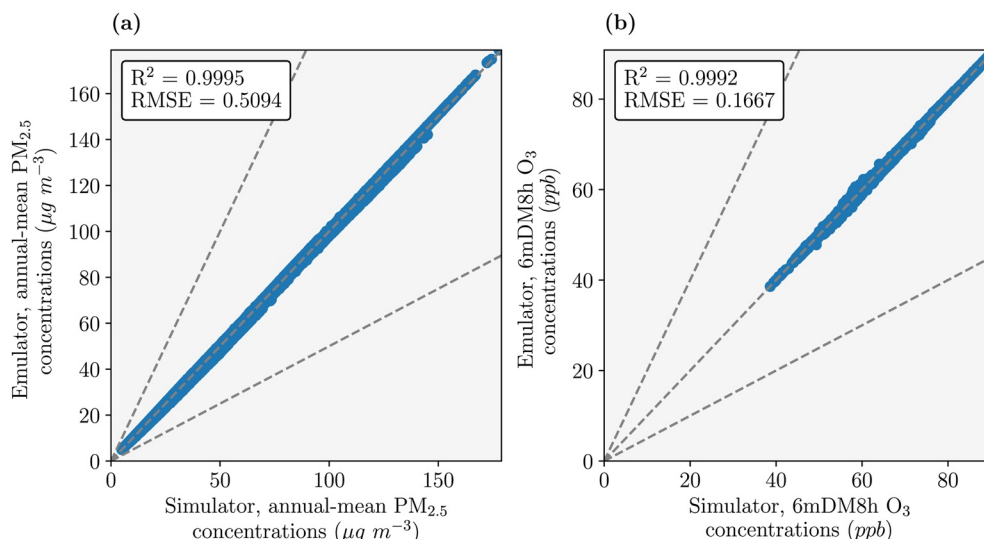 (a)
R² = 0.9995
RMSE = 0.5094
Emulator, annual-mean PM₂.₅
concentrations (μg m⁻³)
160
140
120
100
80
60
40
20
0
0 50 100 150
Simulator, annual-mean PM₂.₅
concentrations (μg m⁻³)
(b)
R² = 0.9992
RMSE = 0.1667
Emulator, 6mDM8h O₃
concentrations (ppb)
80
60
40
20
0
0 20 40 60 80
Simulator, 6mDM8h O₃
concentrations (ppb)